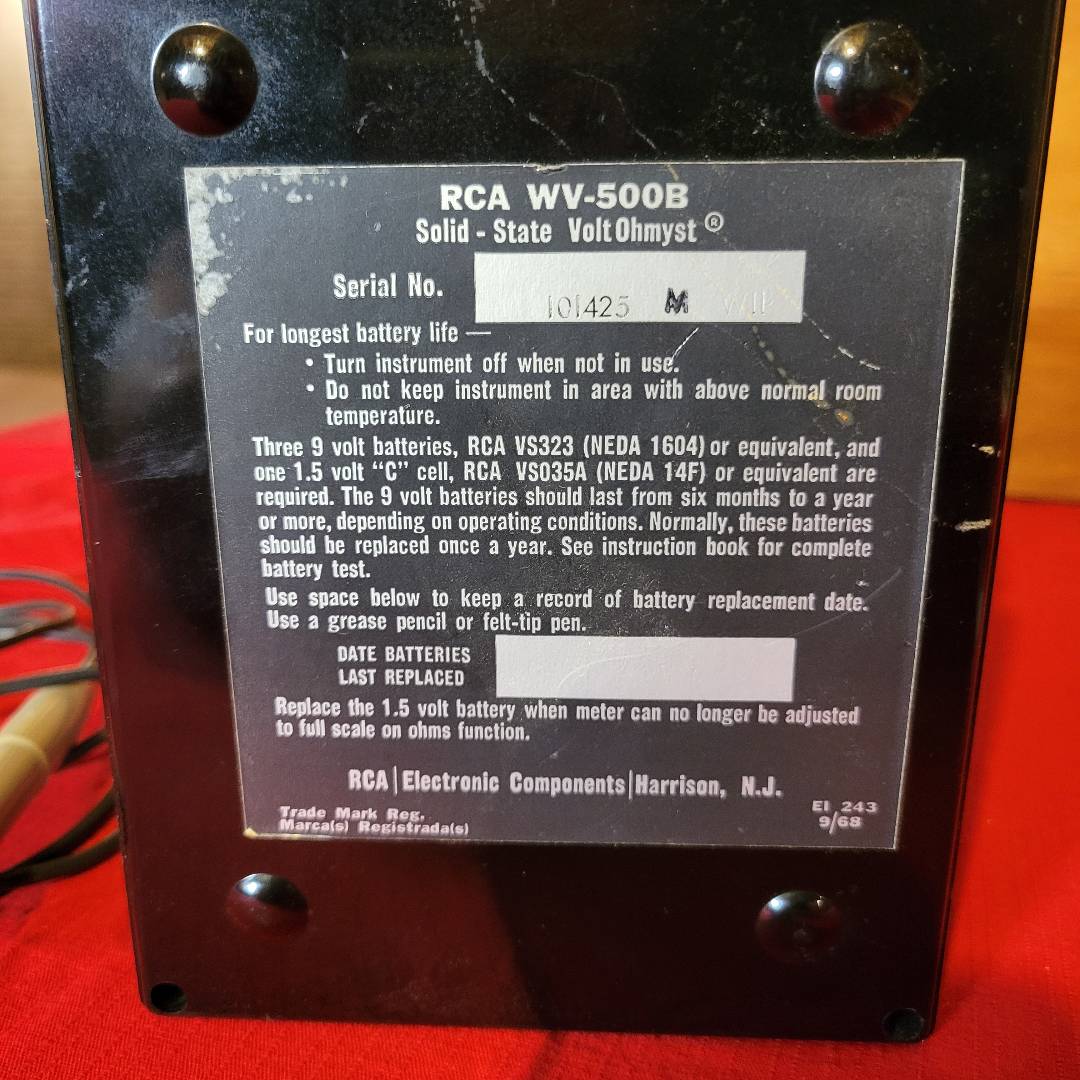 RCA WV-500B
Solid - State VoltOhmyst ®
Serial No. 101425 M
For longest battery life —
• Turn instrument off when not in use.
• Do not keep instrument in area with above normal room
temperature.
Three 9 volt batteries, RCA VS323 (NEDA 1604) or equivalent, and
one 1.5 volt “C” cell, RCA VS035A (NEDA 14F) or equivalent are
required. The 9 volt batteries should last from six months to a year
or more, depending on operating conditions. Normally, these batteries
should be replaced once a year. See instruction book for complete
battery test.
Use space below to keep a record of battery replacement date.
Use a grease pencil or felt-tip pen.
DATE BATTERIES
LAST REPLACED
Replace the 1.5 volt battery when meter can no longer be adjusted
to full scale on ohms function.
RCA | Electronic Components | Harrison, N.J.
Trade Mark Reg.
Marca(s) Registrada(s)
EI 243
9/68